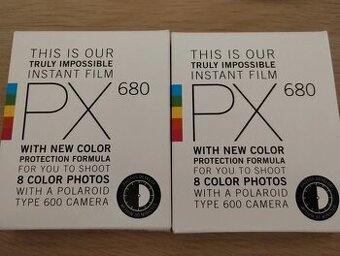 THIS IS OUR
TRULY IMPOSSIBLE
INSTANT FILM
PX 680
WITH NEW COLOR
PROTECTION FORMULA
FOR YOU TO SHOOT
8 COLOR PHOTOS
WITH A POLAROID
TYPE 600 CAMERA
THIS IS OUR
TRULY IMPOSSIBLE
INSTANT FILM
PX 680
WITH NEW COLOR
PROTECTION FORMULA
FOR YOU TO SHOOT
8 COLOR PHOTOS
WITH A POLAROID
TYPE 600 CAMERA